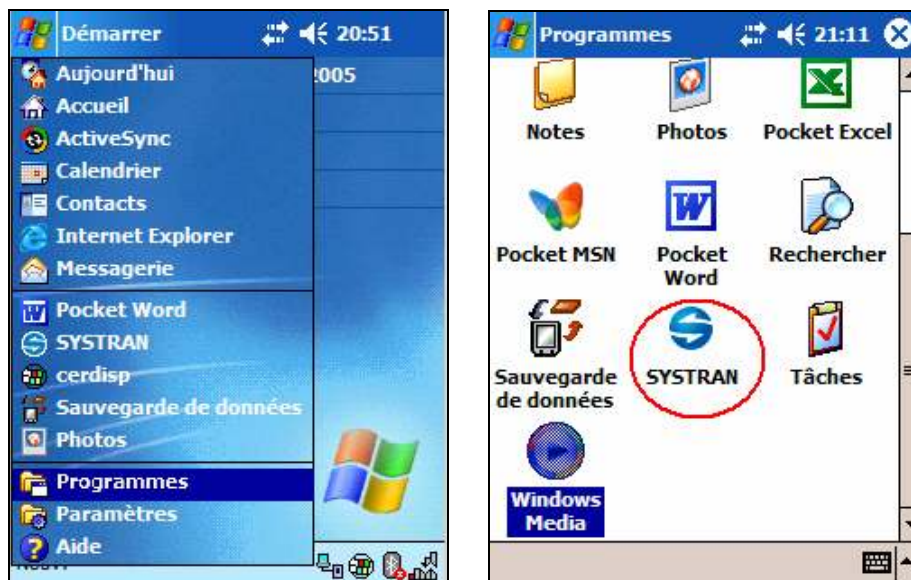 Démarrer 20:51
2005
Aujourd'hui
Accueil
ActiveSync
Calendrier
Contacts
Internet Explorer
Messagerie
Pocket Word
SYSTRAN
cerdisp
Sauvegarde de données
Photos
Programmes
Paramètres
Aide
Programmes 21:11
Notes
Photos
Pocket Excel
Pocket MSN
Pocket
Word
Rechercher
Sauvegarde
de données
SYSTRAN
Tâches
Windows
Media